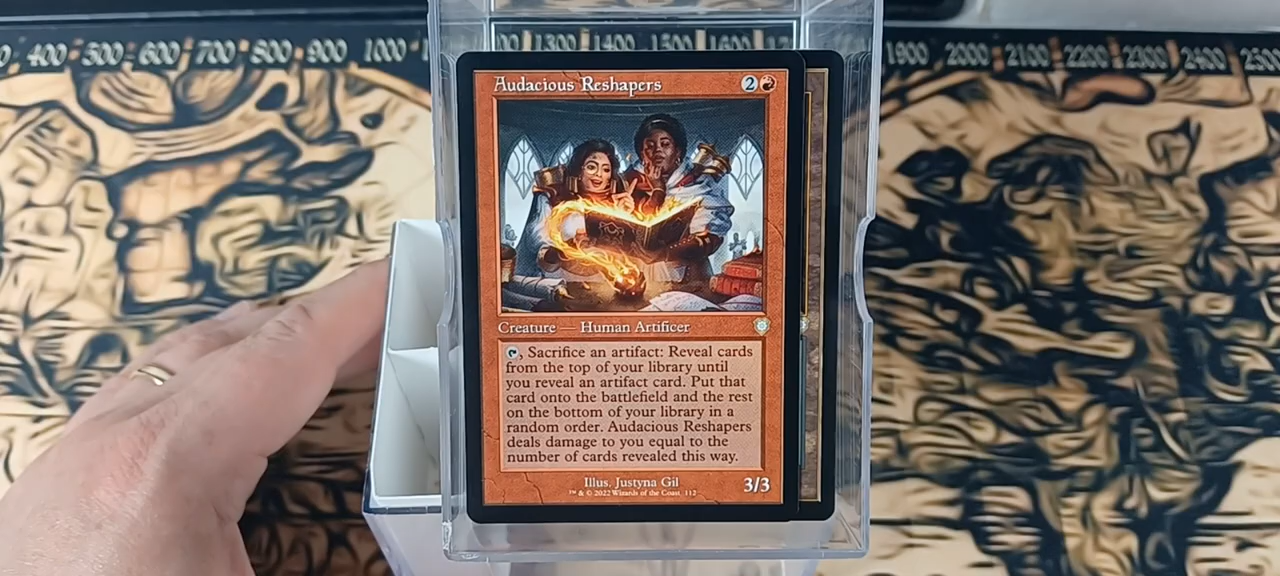 400 500 600 700 800 900 1000 1300 1400 1500 1600 1900 2000 2100 2200 2300 2400 2500
Audacious Reshapers 2
Creature — Human Artificer
, Sacrifice an artifact: Reveal cards
from the top of your library until
you reveal an artifact card. Put that
card onto the battlefield and the rest
on the bottom of your library in a
random order. Audacious Reshapers
deals damage to you equal to the
number of cards revealed this way.
Illus. Justyna Gil
™ & © 2022 Wizards of the Coast 112
3/3